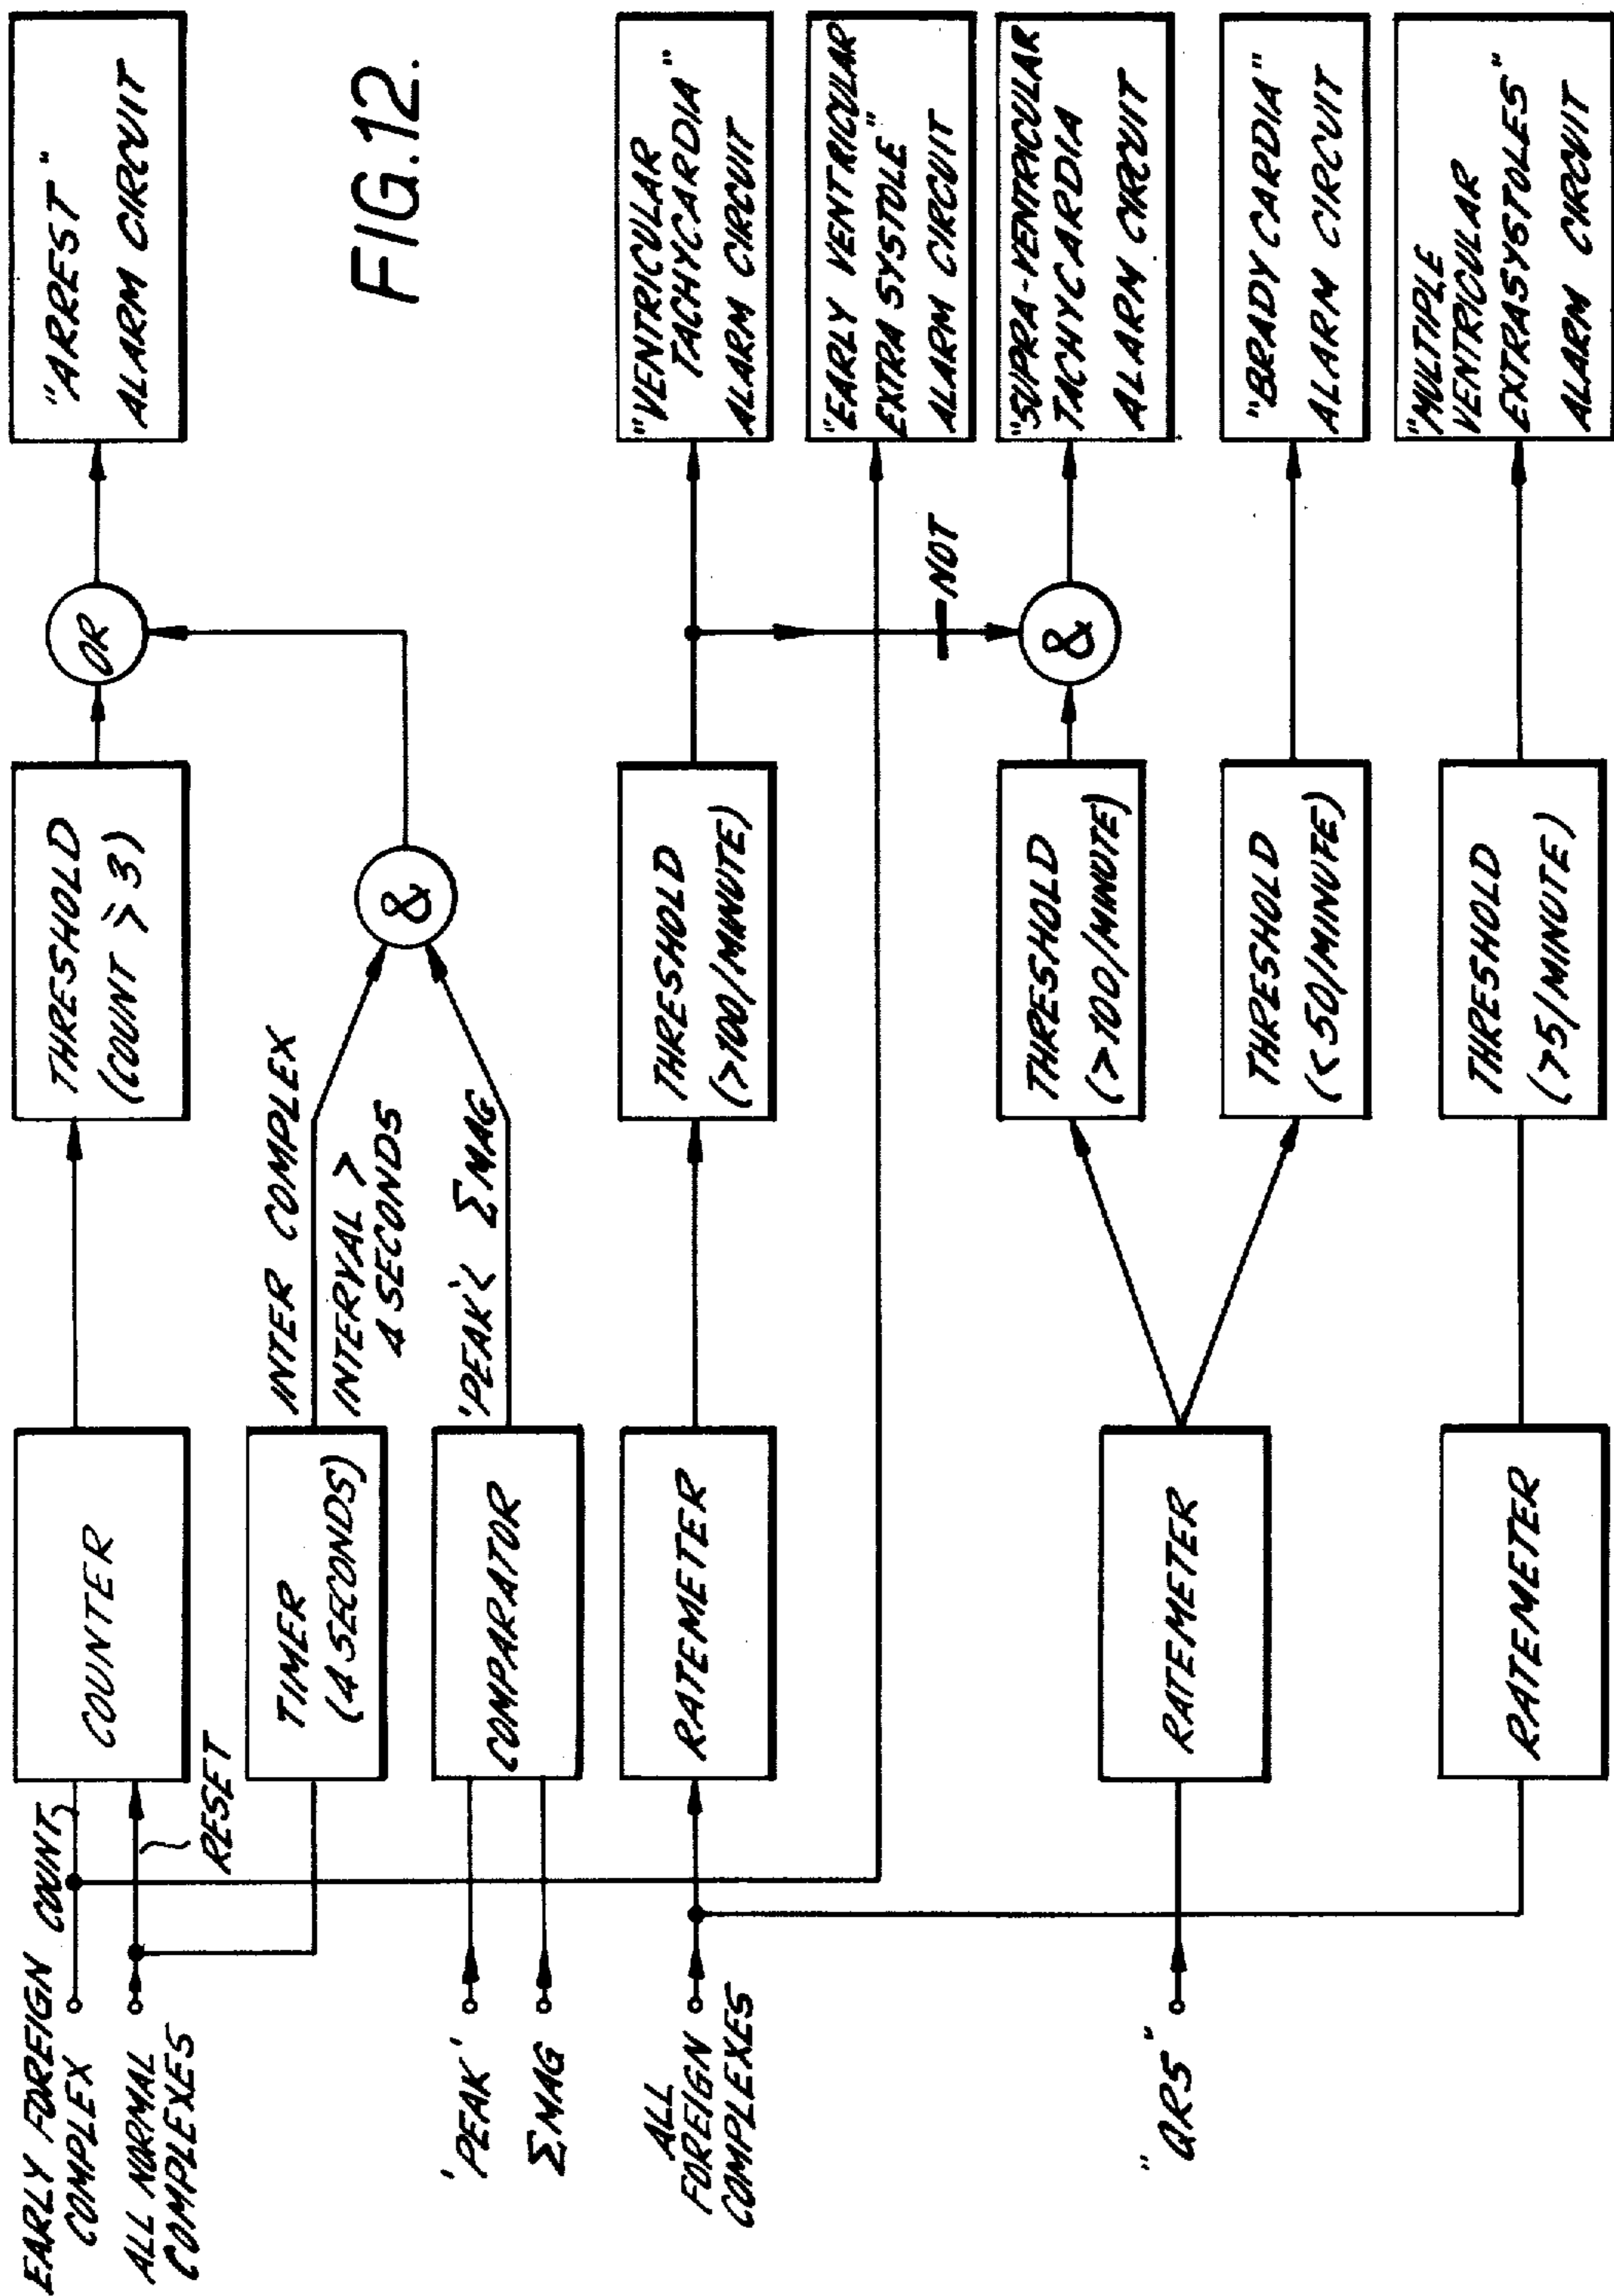 FIG.12.
EARLY FOREIGN
COMPLEX
COUNT
ALL NORMAL
COMPLEXES
RESET
COUNTER
THRESHOLD
(COUNT ⩾ 3)
OR
"ARREST"
ALARM CIRCUIT
TIMER
(4 SECONDS)
INTER COMPLEX
INTERVAL >
4 SECONDS
&
'PEAK'
ΣMAG
COMPARATOR
'PEAK'< ΣMAG
ALL
FOREIGN
COMPLEXES
RATEMETER
THRESHOLD
(>100/MINUTE)
"VENTRICULAR
TACHYCARDIA"
ALARM CIRCUIT
"EARLY VENTRICULAR
EXTRA SYSTOLE"
ALARM CIRCUIT
NOT
"QRS"
RATEMETER
THRESHOLD
(>100/MINUTE)
&
"SUPRA-VENTRICULAR
TACHYCARDIA
ALARM CIRCUIT
THRESHOLD
(<50/MINUTE)
"BRADY CARDIA"
ALARM CIRCUIT
RATEMETER
THRESHOLD
(>5/MINUTE)
"MULTIPLE
VENTRICULAR
EXTRASYSTOLES"
ALARM CIRCUIT